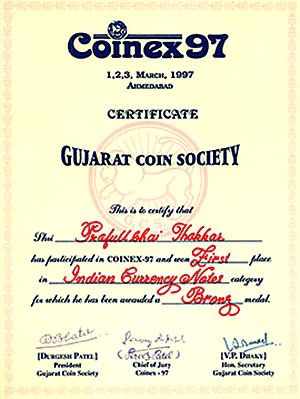 Coinex 97
1,2,3, March, 1997
Ahmedabad
CERTIFICATE
GUJARAT COIN SOCIETY
This is to certify that
Shri Prafullbhai Thakkar
has participated in COINEX-97 and won First place
in Indian Currency Notes category
for which he has been awarded a Bronz medal.
[DURGESH PATEL] [V.P. DHAKY]
President Chief of Jury Hon. Secretary
Gujarat Coin Society Coinex - 97 Gujarat Coin Society